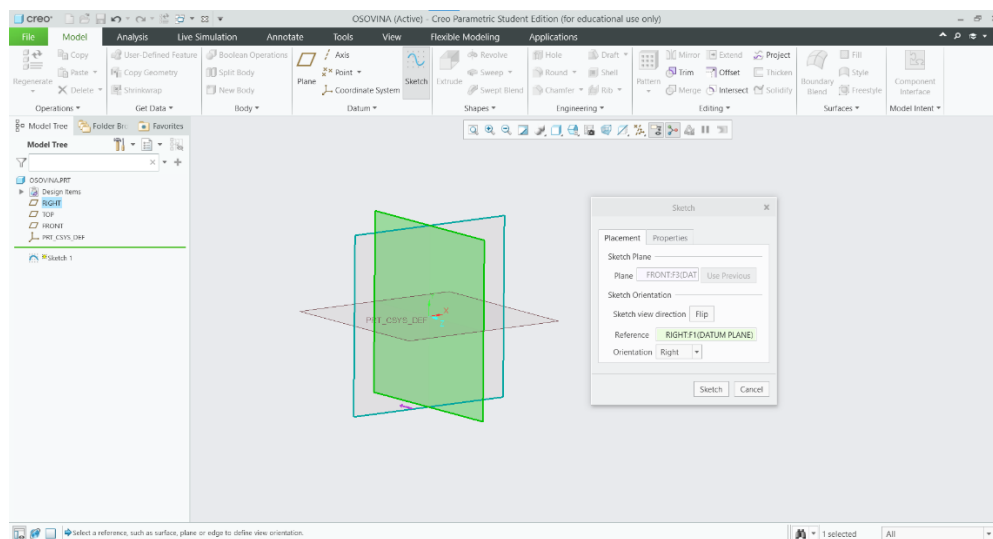 creo
OSOVINA (Active) - Creo Parametric Student Edition (for educational use only)
File Model Analysis Live Simulation Annotate Tools View Flexible Modeling Applications
Regenerate
Copy
Paste
Delete
User-Defined Feature
Copy Geometry
Shrinkwrap
Boolean Operations
Split Body
New Body
Plane
Axis
Point
Coordinate System
Sketch
Extrude
Revolve
Sweep
Swept Blend
Hole
Round
Chamfer
Draft
Shell
Rib
Pattern
Mirror
Trim
Merge
Extend
Offset
Intersect
Project
Thicken
Solidify
Boundary
Blend
Fill
Style
Freestyle
Component
Interface
Operations Get Data Body Datum Shapes Engineering Editing Surfaces Model Intent
Model Tree Folder Bro Favorites
Model Tree
OSOVINA.PRT
Design Items
RIGHT
TOP
FRONT
PRT_CSYS_DEF
Sketch 1
PRT_CSYS_DEF
X
Sketch
Placement Properties
Sketch Plane
Plane FRONT:F3(DAT Use Previous
Sketch Orientation
Sketch view direction Flip
Reference RIGHT:F1(DATUM PLANE)
Orientation Right
Sketch Cancel
Select a reference, such as surface, plane or edge to define view orientation.
1 selected All